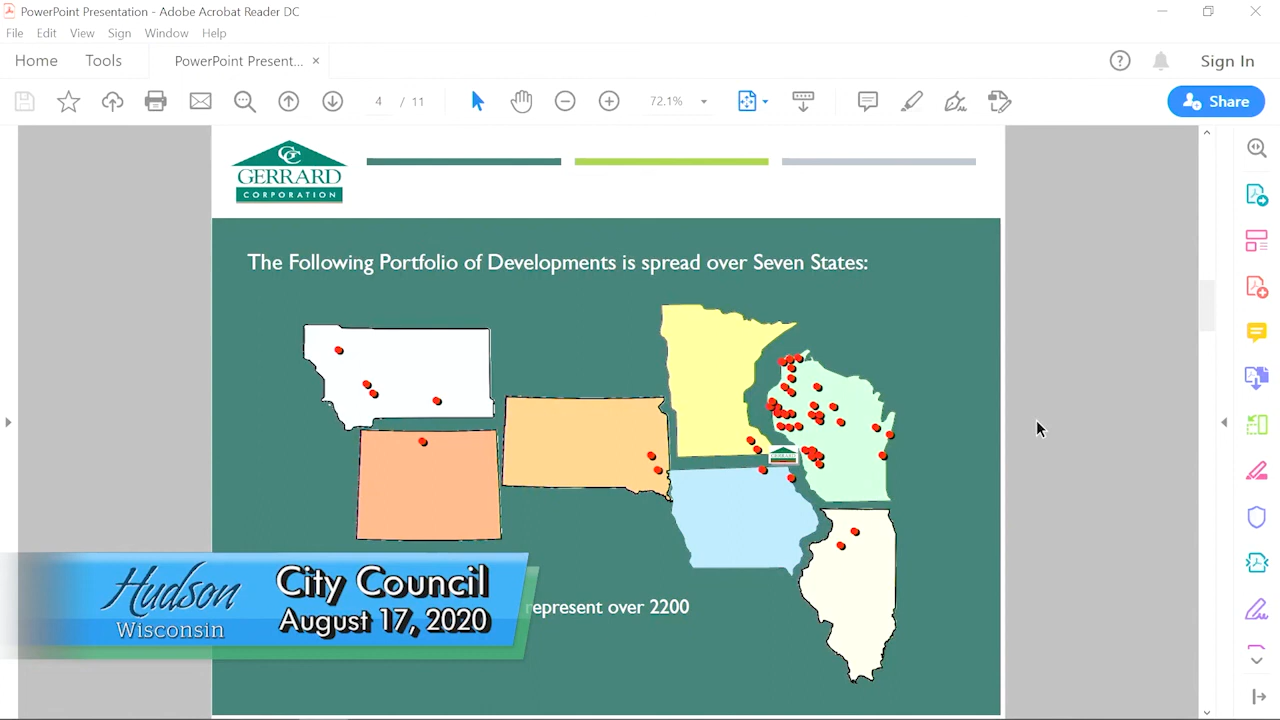 PowerPoint Presentation - Adobe Acrobat Reader DC
File Edit View Sign Window Help
Home Tools PowerPoint Present... ×
? Sign In
4 / 11 72.1% Share
GC
GERRARD
CORPORATION
The Following Portfolio of Developments is spread over Seven States:
represent over 2200
Hudson
Wisconsin
City Council
August 17, 2020